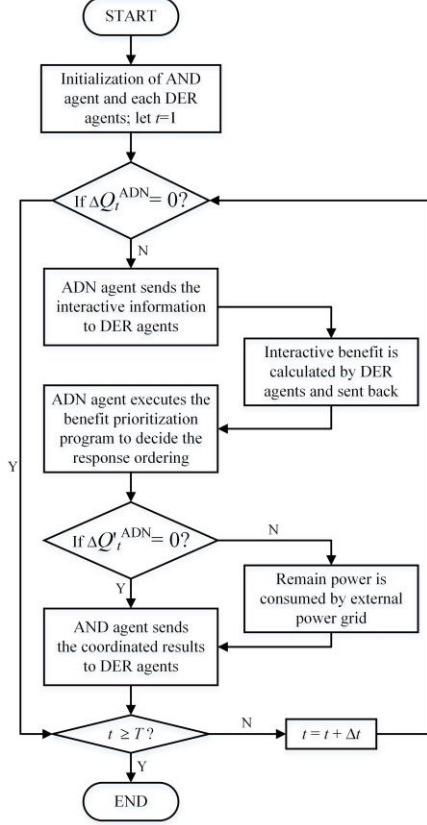 START
Initialization of AND
agent and each DER
agents; let t=1
If ΔQₜᴬᴰᴺ = 0?
N
ADN agent sends the
interactive information
to DER agents
Interactive benefit is
calculated by DER
agents and sent back
ADN agent executes the
benefit prioritization
program to decide the
response ordering
Y
If ΔQ'ₜᴬᴰᴺ = 0?
N
Y
Remain power is
consumed by external
power grid
AND agent sends
the coordinated results
to DER agents
t ≥ T?
N
t = t + Δt
Y
END